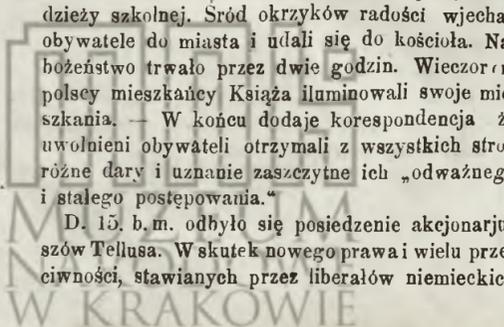 dzieży szkolnej. Śród okrzyków radości wjecha
obywatele do miasta i udali się do kościoła. Na
bożeństwo trwało przez dwie godzin. Wieczorem
polscy mieszkańcy Książa iluminowali swoje mie
szkania. — W końcu dodaje korespondencja ż
uwolnieni obywateli otrzymali z wszystkich stro
różne dary i uznanie zaszczytne ich „odważneg
i stałego postępowania.“
D. 15. b. m. odbyło się posiedzenie akcjonarju
szów Tellusa. W skutek nowego prawa i wielu prze
ciwności, stawianych przez liberałów niemieckic
MUZEUM
W KRAKOWIE